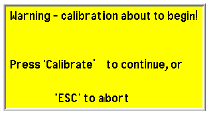 Warning - calibration about to begin!
Press 'Calibrate' to continue, or
'ESC' to abort